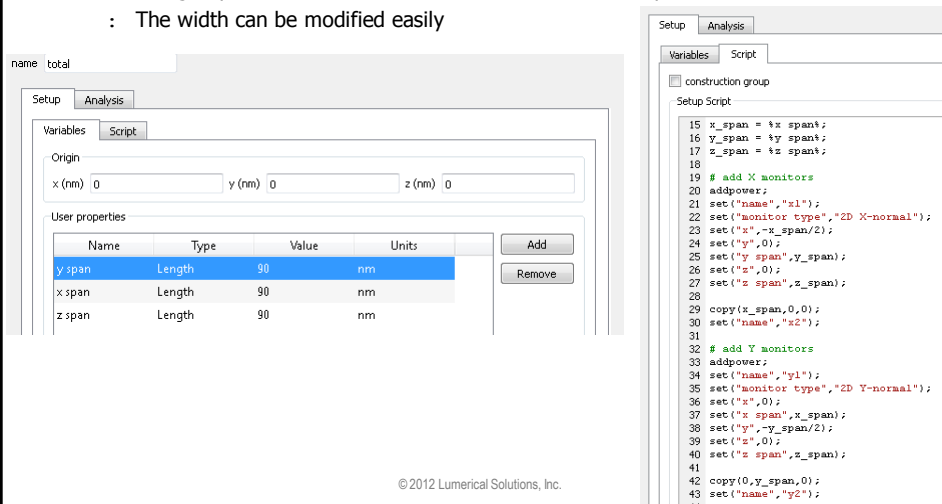 : The width can be modified easily
name total
Setup Analysis
Variables Script
Origin
x (nm) 0 y (nm) 0 z (nm) 0
User properties
Name Type Value Units
y span Length 90 nm
x span Length 90 nm
z span Length 90 nm
Add
Remove
© 2012 Lumerical Solutions, Inc.
Setup Analysis
Variables Script
construction group
Setup Script
15 x_span = %x span%;
16 y_span = %y span%;
17 z_span = %z span%;
18
19 # add X monitors
20 addpower;
21 set("name","x1");
22 set("monitor type","2D X-normal");
23 set("x",-x_span/2);
24 set("y",0);
25 set("y span",y_span);
26 set("z",0);
27 set("z span",z_span);
28
29 copy(x_span,0,0);
30 set("name","x2");
31
32 # add Y monitors
33 addpower;
34 set("name","y1");
35 set("monitor type","2D Y-normal");
36 set("x",0);
37 set("x span",x_span);
38 set("y",-y_span/2);
39 set("z",0);
40 set("z span",z_span);
41
42 copy(0,y_span,0);
43 set("name","y2");